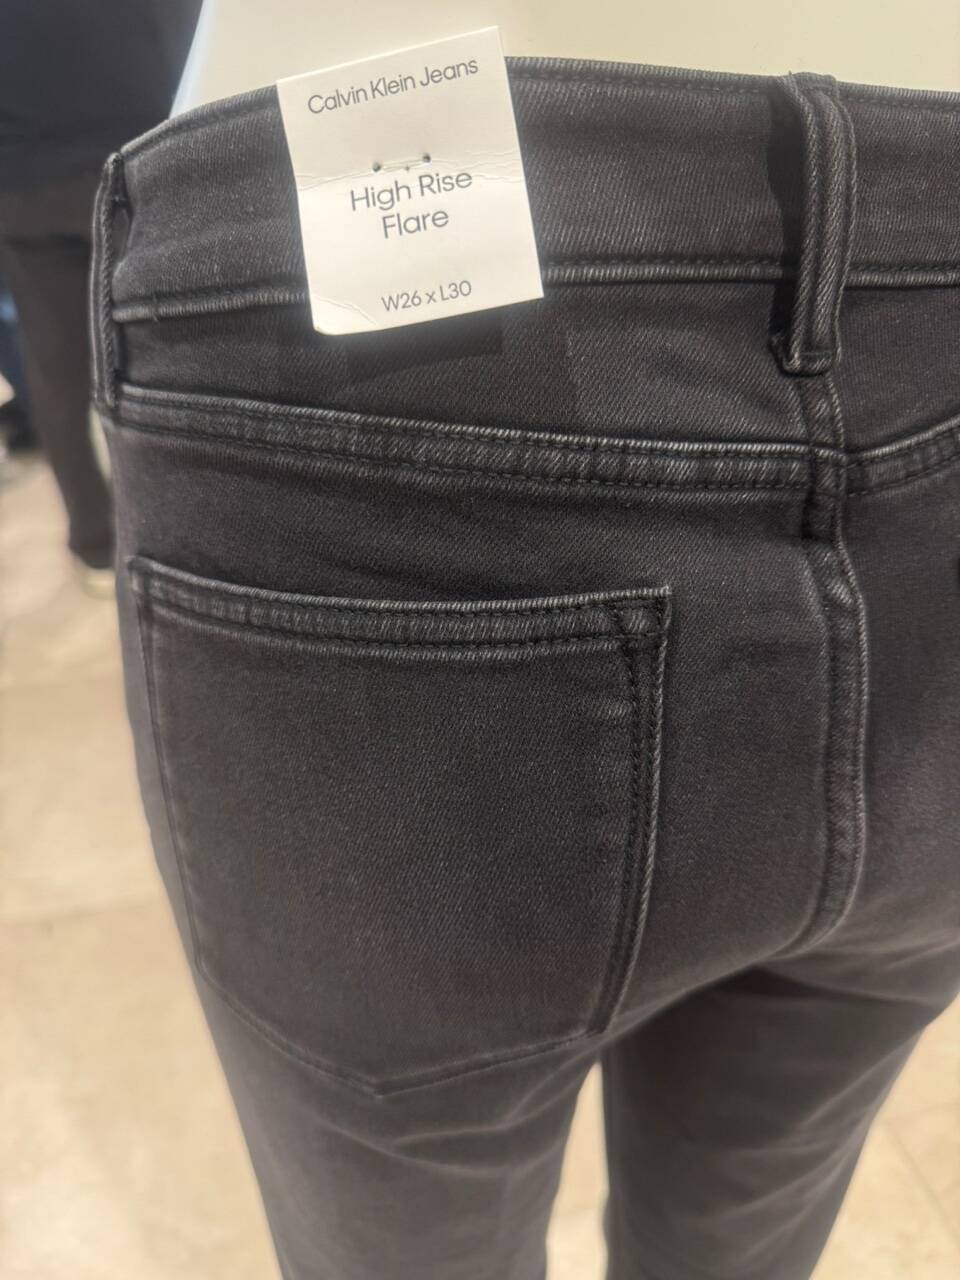 Calvin Klein Jeans
High Rise
Flare
W26 x L30